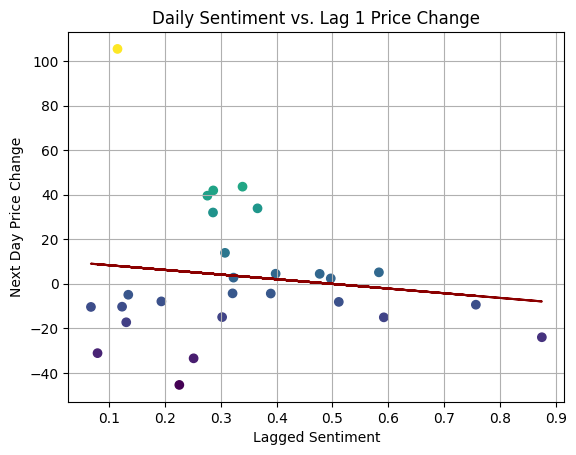 Daily Sentiment vs. Lag 1 Price Change
100
80
60
40
20
0
−20
−40
Next Day Price Change
0.1 0.2 0.3 0.4 0.5 0.6 0.7 0.8 0.9
Lagged Sentiment